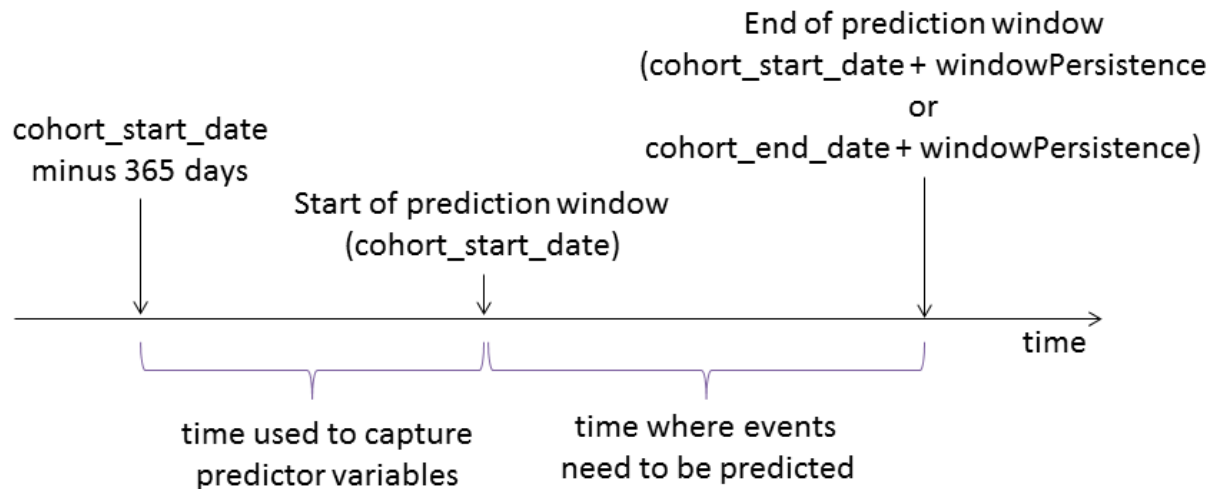 End of prediction window
(cohort_start_date + windowPersistence
or
cohort_end_date + windowPersistence)
cohort_start_date
minus 365 days
Start of prediction window
(cohort_start_date)
time
time used to capture
predictor variables
time where events
need to be predicted